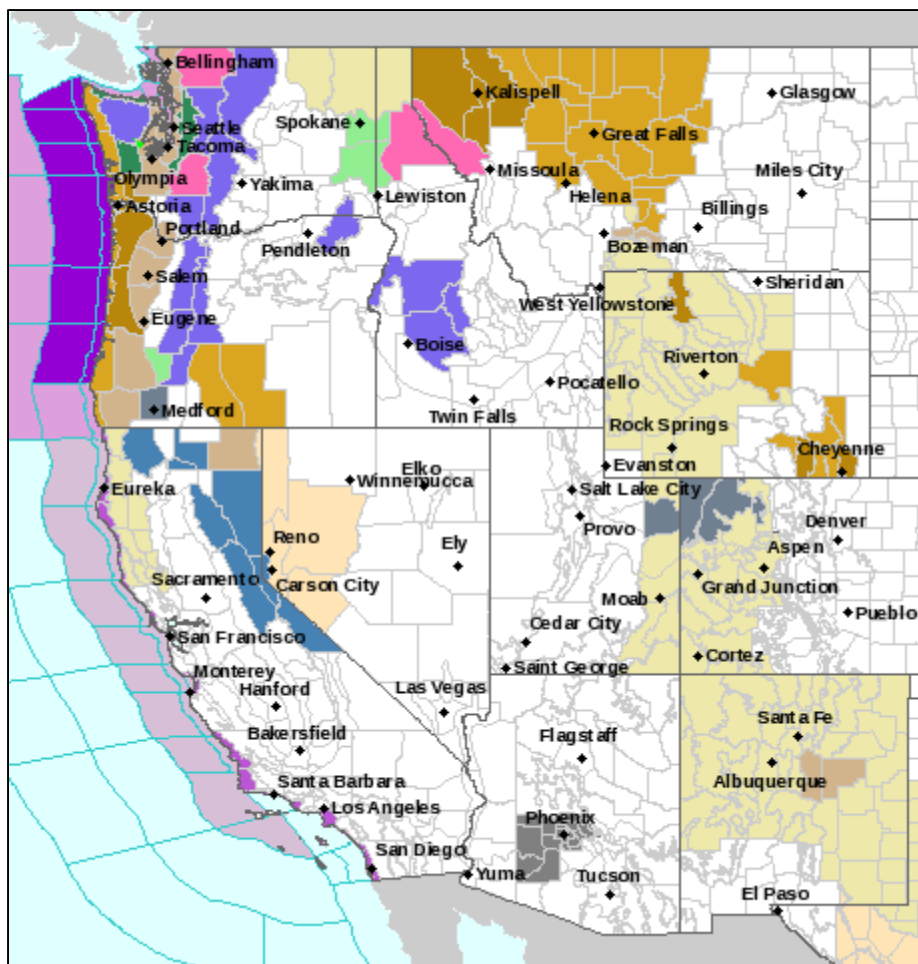 Bellingham
Kalispell
Glasgow
Seattle
Spokane
Great Falls
Tacoma
Olympia
Yakima
Missoula
Miles City
Lewiston
Helena
Astoria
Billings
Portland
Pendleton
Bozeman
Salem
Sheridan
West Yellowstone
Eugene
Boise
Riverton
Pocatello
Medford
Twin Falls
Rock Springs
Cheyenne
Evanston
Elko
Winnemucca
Eureka
Salt Lake City
Provo
Denver
Reno
Ely
Aspen
Carson City
Grand Junction
Sacramento
Moab
Pueblo
Cedar City
San Francisco
Cortez
Saint George
Monterey
Hanford
Las Vegas
Santa Fe
Bakersfield
Flagstaff
Albuquerque
Santa Barbara
Los Angeles
Phoenix
San Diego
Yuma
Tucson
El Paso